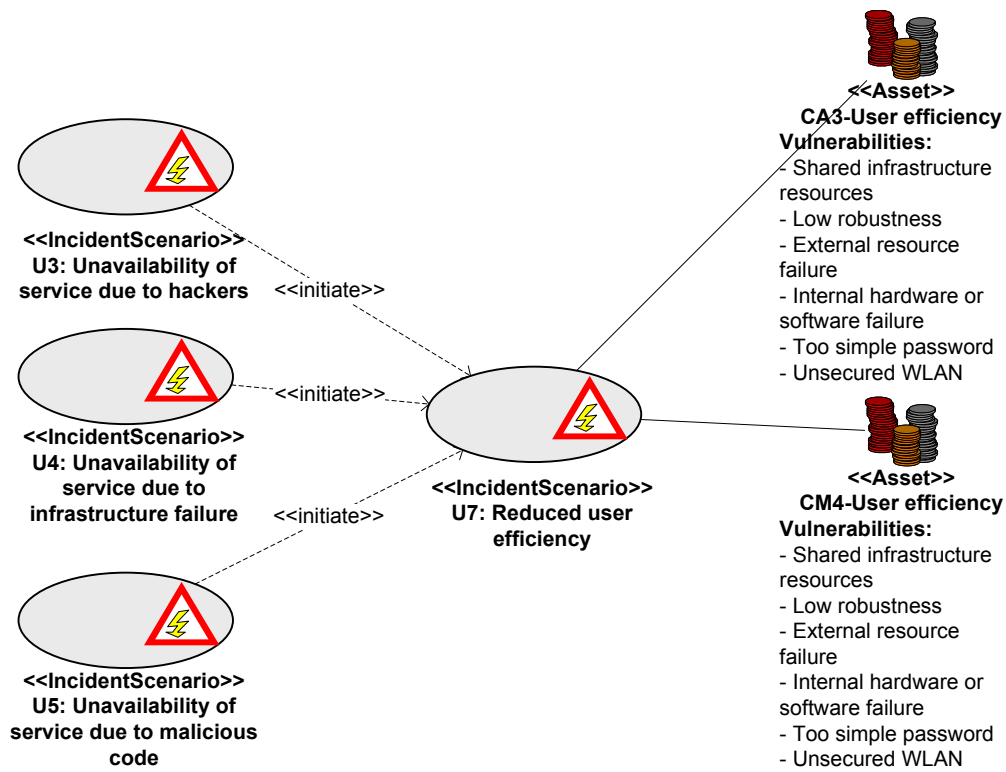 <<IncidentScenario>>
U3: Unavailability of
service due to hackers
<<initiate>>
<<IncidentScenario>>
U4: Unavailability of
service due to
infrastructure failure
<<initiate>>
<<IncidentScenario>>
U5: Unavailability of
service due to malicious
code
<<initiate>>
<<IncidentScenario>>
U7: Reduced user
efficiency
<<Asset>>
CA3-User efficiency
Vulnerabilities:
- Shared infrastructure
resources
- Low robustness
- External resource
failure
- Internal hardware or
software failure
- Too simple password
- Unsecured WLAN
<<Asset>>
CM4-User efficiency
Vulnerabilities:
- Shared infrastructure
resources
- Low robustness
- External resource
failure
- Internal hardware or
software failure
- Too simple password
- Unsecured WLAN